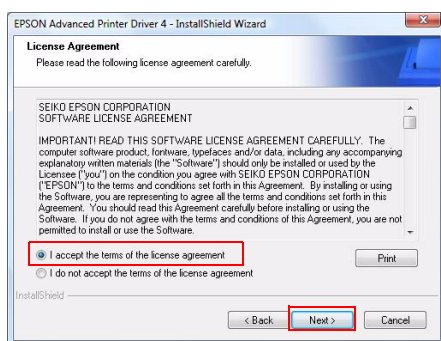 EPSON Advanced Printer Driver 4 - InstallShield Wizard
License Agreement
Please read the following license agreement carefully.
SEIKO EPSON CORPORATION
SOFTWARE LICENSE AGREEMENT
IMPORTANT! READ THIS SOFTWARE LICENSE AGREEMENT CAREFULLY. The
computer software product, fontware, typefaces and/or data, including any accompanying
explanatory written materials (the "Software") should only be installed or used by the
Licensee ("you") on the condition you agree with SEIKO EPSON CORPORATION
("EPSON") to the terms and conditions set forth in this Agreement. By installing or using
the Software, you are representing to agree all the terms and conditions set forth in this
Agreement. You should read this Agreement carefully before installing or using the
Software. If you do not agree with the terms and conditions of this Agreement, you are not
permitted to install or use the Software.
I accept the terms of the license agreement
Print
I do not accept the terms of the license agreement
InstallShield
< Back
Next >
Cancel